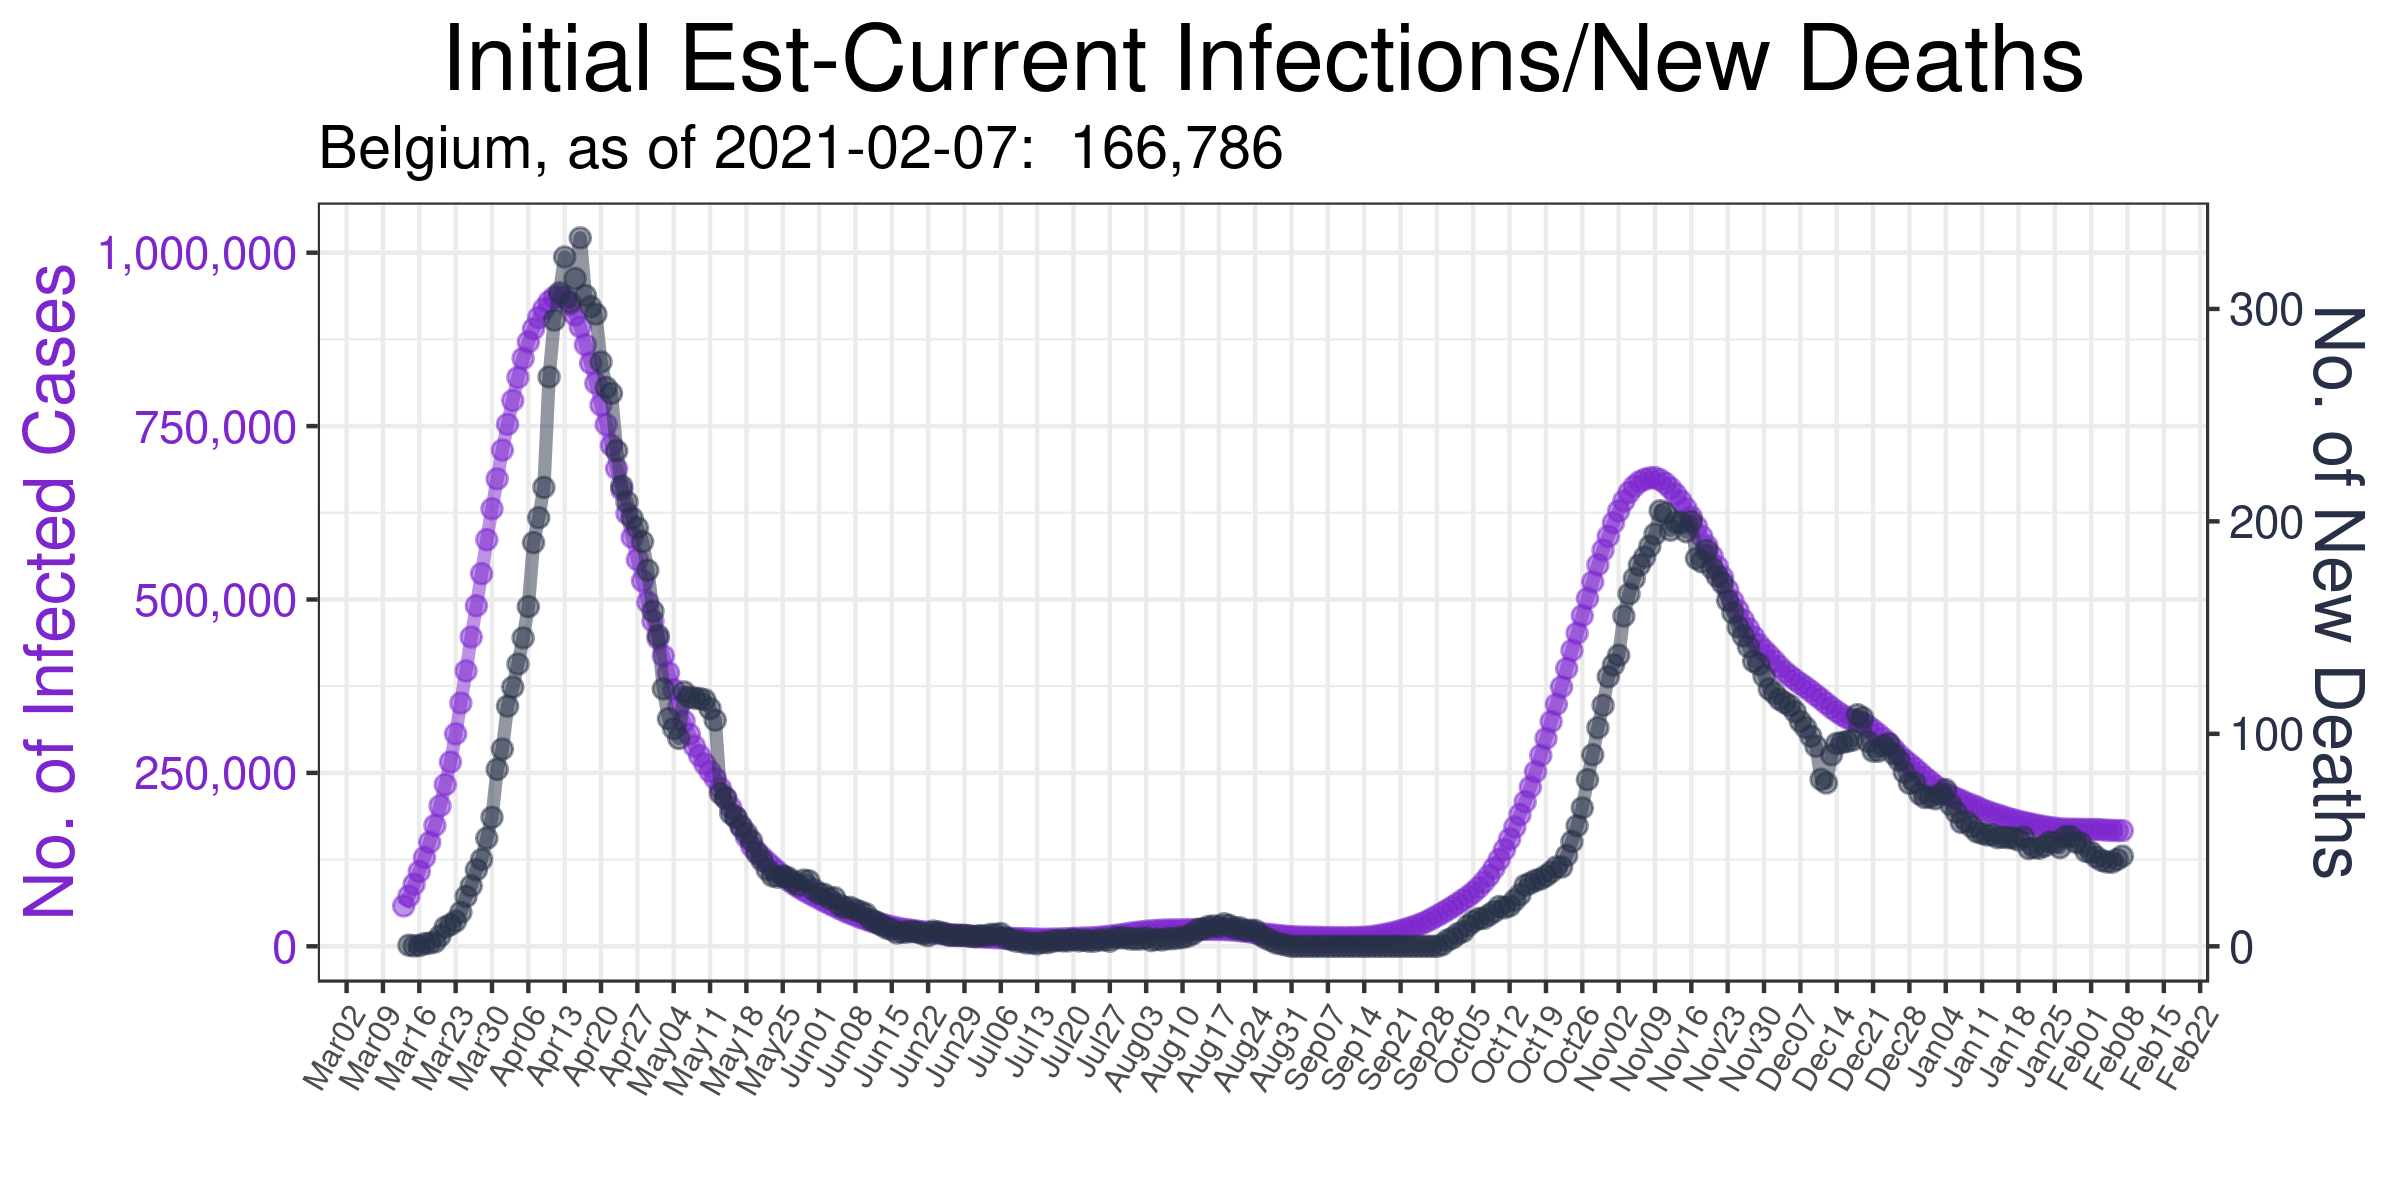 Initial Est-Current Infections/New Deaths
Belgium, as of 2021-02-07: 166,786
No. of Infected Cases
1,000,000
750,000
500,000
250,000
0
300
200
100
0
No. of New Deaths
Mar02
Mar09
Mar16
Mar23
Mar30
Apr06
Apr13
Apr20
Apr27
May04
May11
May18
May25
Jun01
Jun08
Jun15
Jun22
Jun29
Jul06
Jul13
Jul20
Jul27
Aug03
Aug10
Aug17
Aug24
Aug31
Sep07
Sep14
Sep21
Sep28
Oct05
Oct12
Oct19
Oct26
Nov02
Nov09
Nov16
Nov23
Nov30
Dec07
Dec14
Dec21
Dec28
Jan04
Jan11
Jan18
Jan25
Feb01
Feb08
Feb15
Feb22